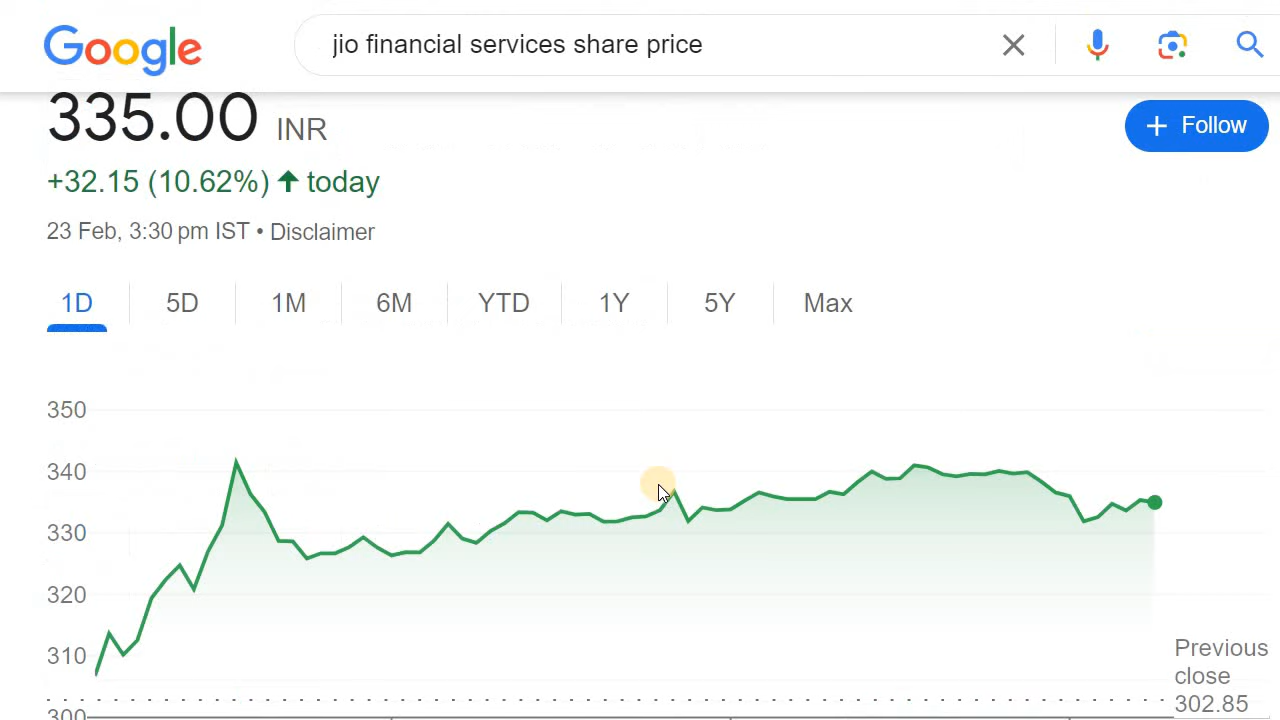 Google
jio financial services share price
335.00 INR
+ Follow
+32.15 (10.62%) ↑ today
23 Feb, 3:30 pm IST • Disclaimer
1D 5D 1M 6M YTD 1Y 5Y Max
350
340
330
320
310
Previous
close
302.85
300